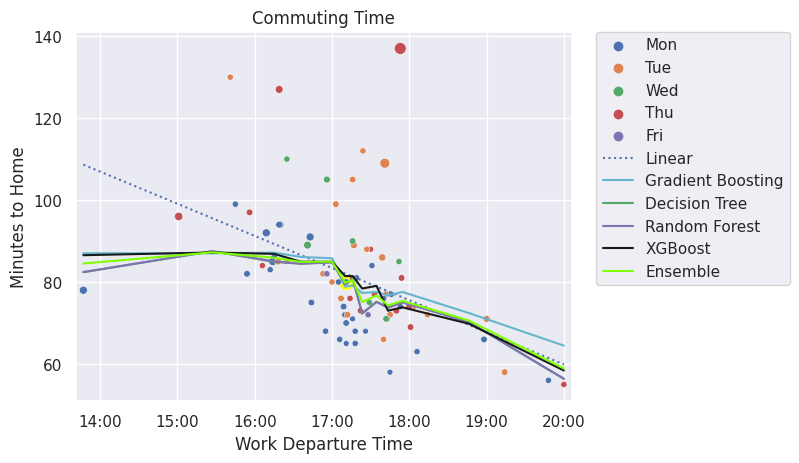 Commuting Time
140
120
100
80
60
Minutes to Home
14:00 15:00 16:00 17:00 18:00 19:00 20:00
Work Departure Time
Mon
Tue
Wed
Thu
Fri
Linear
Gradient Boosting
Decision Tree
Random Forest
XGBoost
Ensemble